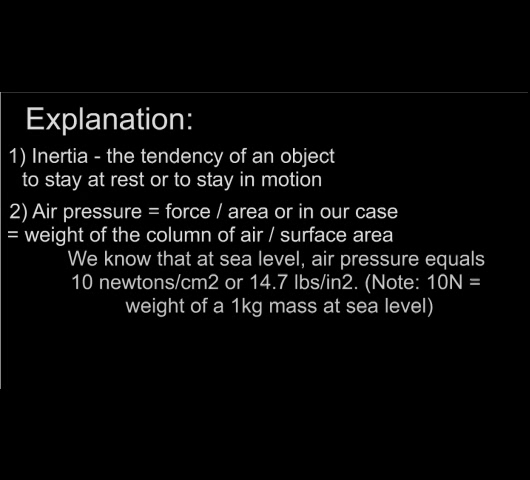 Explanation:
1) Inertia - the tendency of an object
to stay at rest or to stay in motion
2) Air pressure = force / area or in our case
= weight of the column of air / surface area
We know that at sea level, air pressure equals
10 newtons/cm2 or 14.7 lbs/in2. (Note: 10N =
weight of a 1kg mass at sea level)